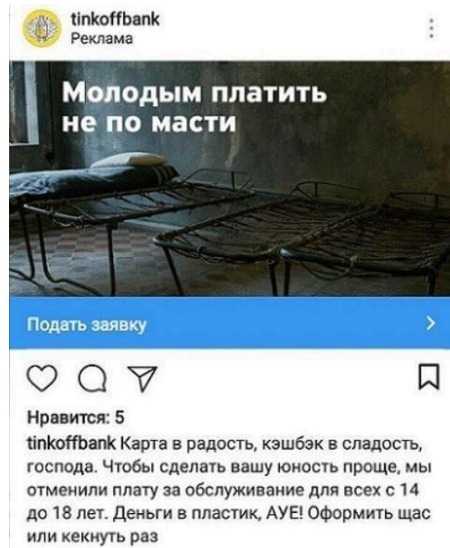 tinkoffbank
Реклама
Молодым платить
не по масти
Подать заявку
Нравится: 5
tinkoffbank Карта в радость, кэшбэк в сладость,
господа. Чтобы сделать вашу юность проще, мы
отменили плату за обслуживание для всех с 14
до 18 лет. Деньги в пластик, АУЕ! Оформить щас
или кекнуть раз